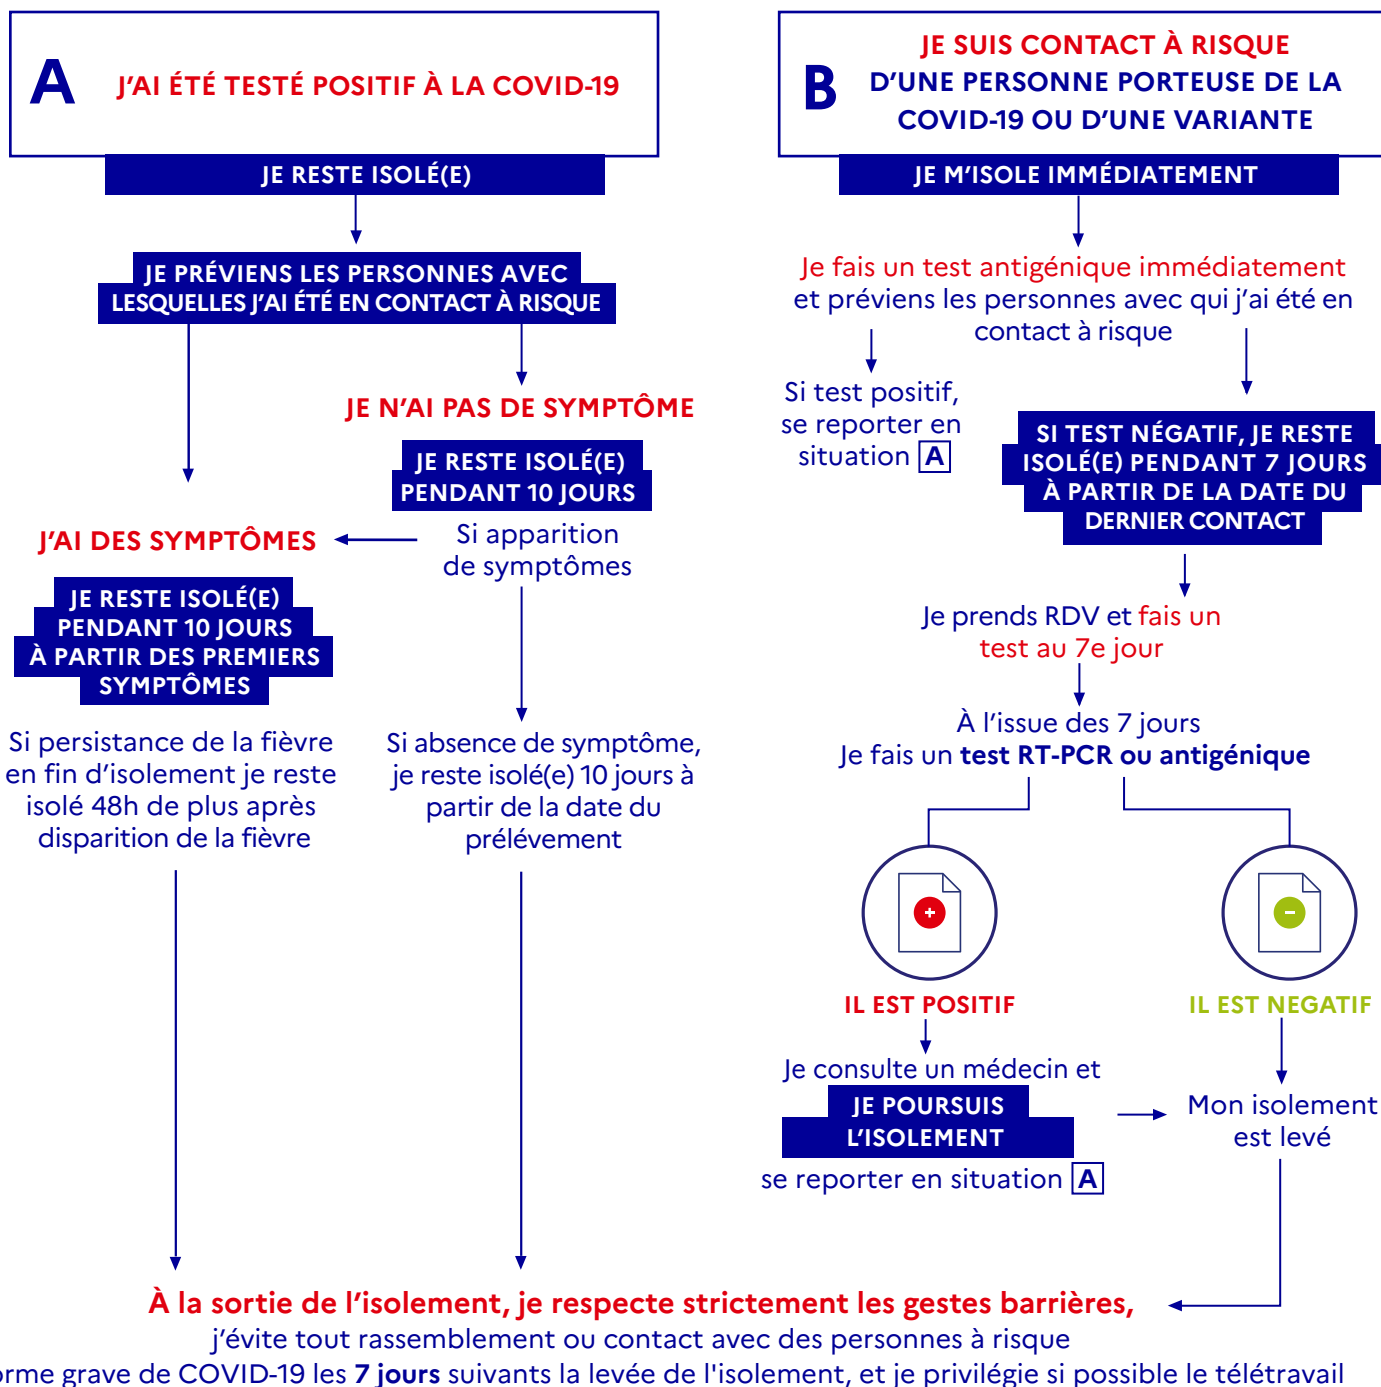 A
J'AI ÉTÉ TESTÉ POSITIF À LA COVID-19
JE RESTE ISOLÉ(E)
JE PRÉVIENS LES PERSONNES AVEC
LESQUELLES J'AI ÉTÉ EN CONTACT À RISQUE
JE N'AI PAS DE SYMPTÔME
JE RESTE ISOLÉ(E)
PENDANT 10 JOURS
Si apparition
de symptômes
J'AI DES SYMPTÔMES
JE RESTE ISOLÉ(E)
PENDANT 10 JOURS
À PARTIR DES PREMIERS
SYMPTÔMES
Si persistance de la fièvre
en fin d'isolement je reste
isolé 48h de plus après
disparition de la fièvre
Si absence de symptôme,
je reste isolé(e) 10 jours à
partir de la date du
prélévement
B
JE SUIS CONTACT À RISQUE
D'UNE PERSONNE PORTEUSE DE LA
COVID-19 OU D'UNE VARIANTE
JE M'ISOLE IMMÉDIATEMENT
Je fais un test antigénique immédiatement
et préviens les personnes avec qui j'ai été en
contact à risque
Si test positif,
se reporter en
situation A
SI TEST NÉGATIF, JE RESTE
ISOLÉ(E) PENDANT 7 JOURS
À PARTIR DE LA DATE DU
DERNIER CONTACT
Je prends RDV et fais un
test au 7e jour
À l'issue des 7 jours
Je fais un test RT-PCR ou antigénique
+
IL EST POSITIF
Je consulte un médecin et
JE POURSUIS
L'ISOLEMENT
se reporter en situation A
-
IL EST NEGATIF
Mon isolement
est levé
À la sortie de l'isolement, je respecte strictement les gestes barrières,
j'évite tout rassemblement ou contact avec des personnes à risque
grave de COVID-19 les 7 jours suivants la levée de l'isolement, et je privilégie si possible le télétravail